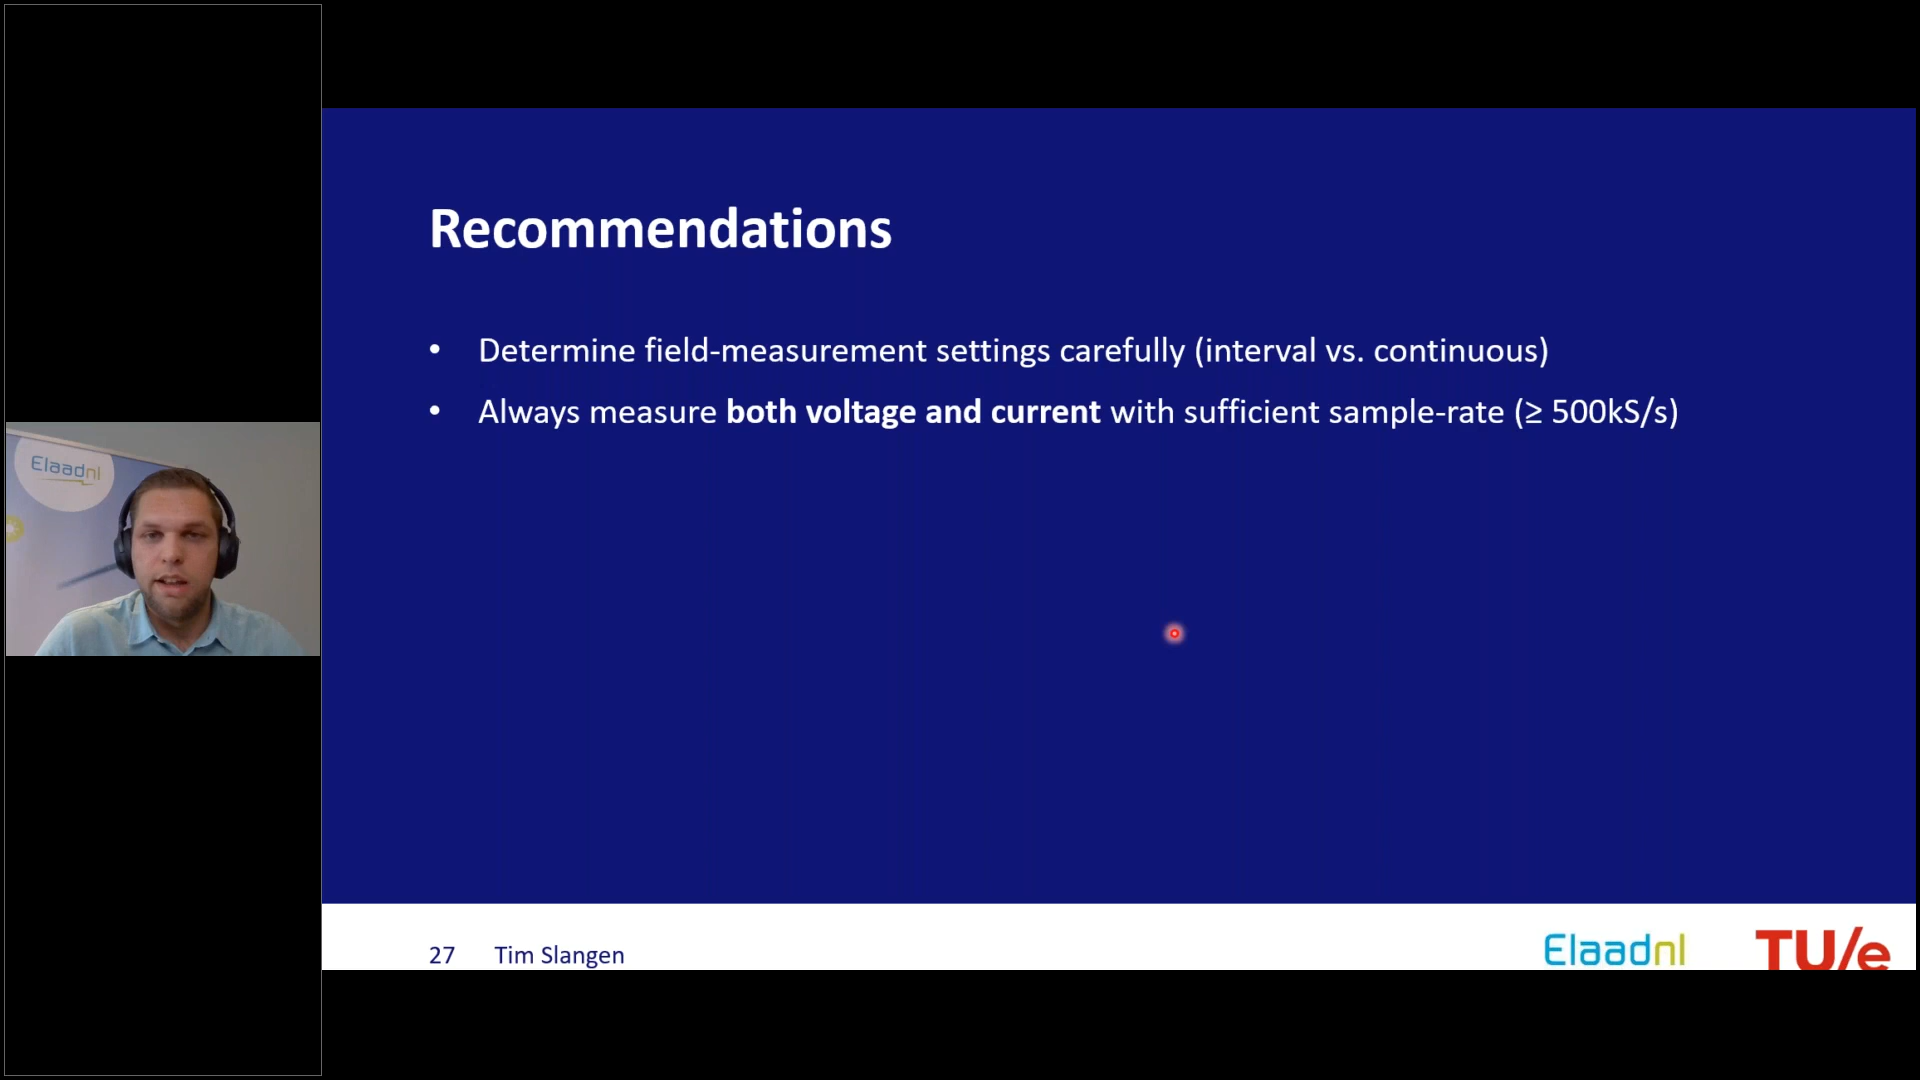 Elaadnl
Recommendations
• Determine field-measurement settings carefully (interval vs. continuous)
• Always measure both voltage and current with sufficient sample-rate (≥ 500kS/s)
27 Tim Slangen
Elaadnl TU/e